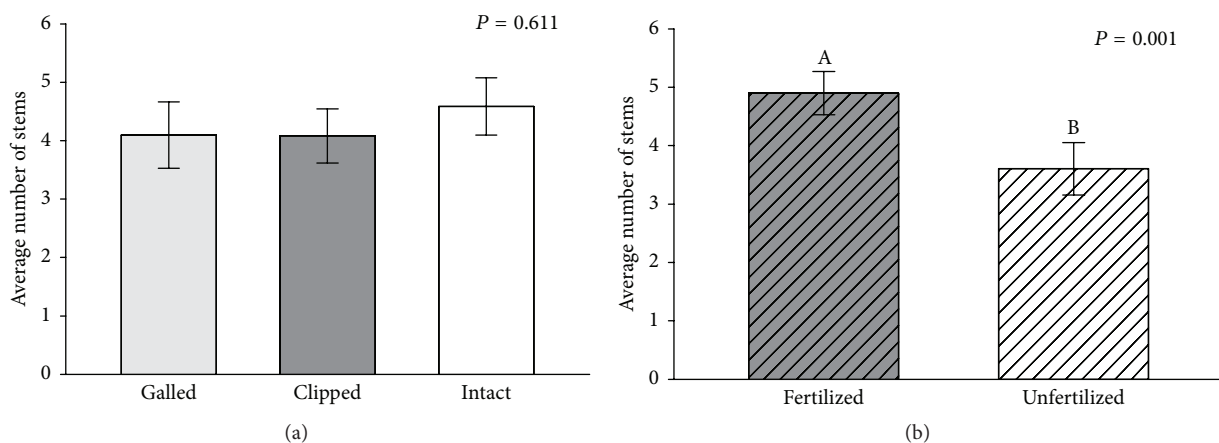 6
5
4
3
2
1
0
Average number of stems
P = 0.611
Galled Clipped Intact
(a)
6
5
4
3
2
1
0
Average number of stems
P = 0.001
A
B
Fertilized Unfertilized
(b)